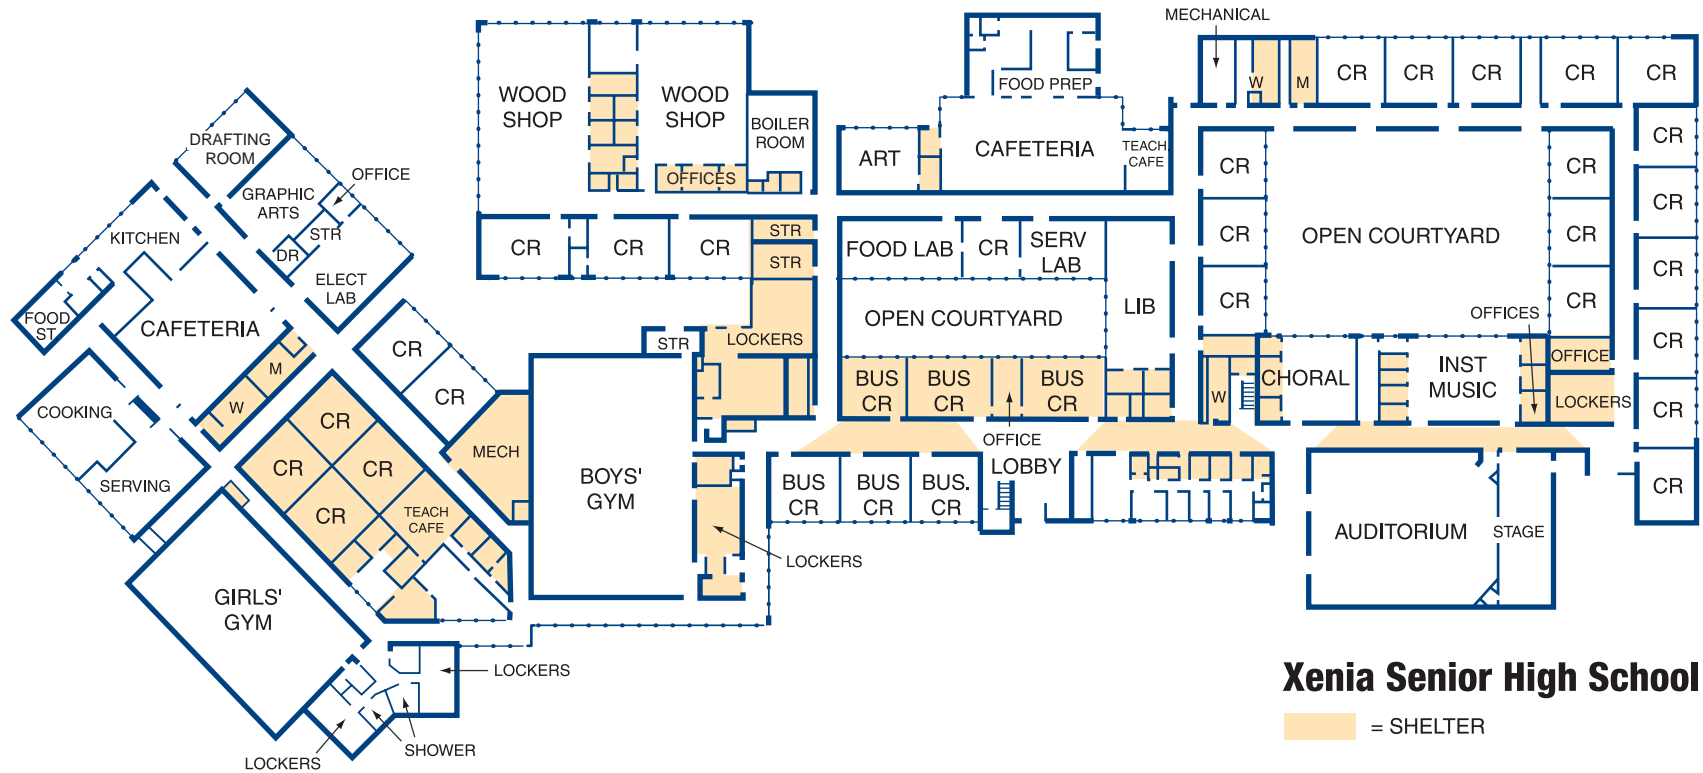 MECHANICAL
WOOD
SHOP
WOOD
SHOP
BOILER
ROOM
OFFICES
FOOD PREP
ART
CAFETERIA
TEACH.
CAFE
W
M
CR
CR
CR
CR
CR
DRAFTING
ROOM
OFFICE
GRAPHIC
ARTS
STR
DR
ELECT
LAB
KITCHEN
FOOD
ST
CAFETERIA
M
W
COOKING
SERVING
CR
CR
CR
CR
CR
CR
TEACH
CAFE
MECH
CR
CR
CR
STR
STR
LOCKERS
STR
BOYS'
GYM
LOCKERS
GIRLS'
GYM
LOCKERS
LOCKERS
SHOWER
FOOD LAB
CR
SERV
LAB
LIB
OPEN COURTYARD
BUS
CR
BUS
CR
BUS
CR
OFFICE
LOBBY
BUS
CR
BUS
CR
BUS.
CR
CR
CR
CR
OPEN COURTYARD
CR
CR
CR
OFFICES
W
CHORAL
INST
MUSIC
OFFICE
LOCKERS
CR
CR
CR
CR
CR
CR
AUDITORIUM
STAGE
Xenia Senior High School
= SHELTER